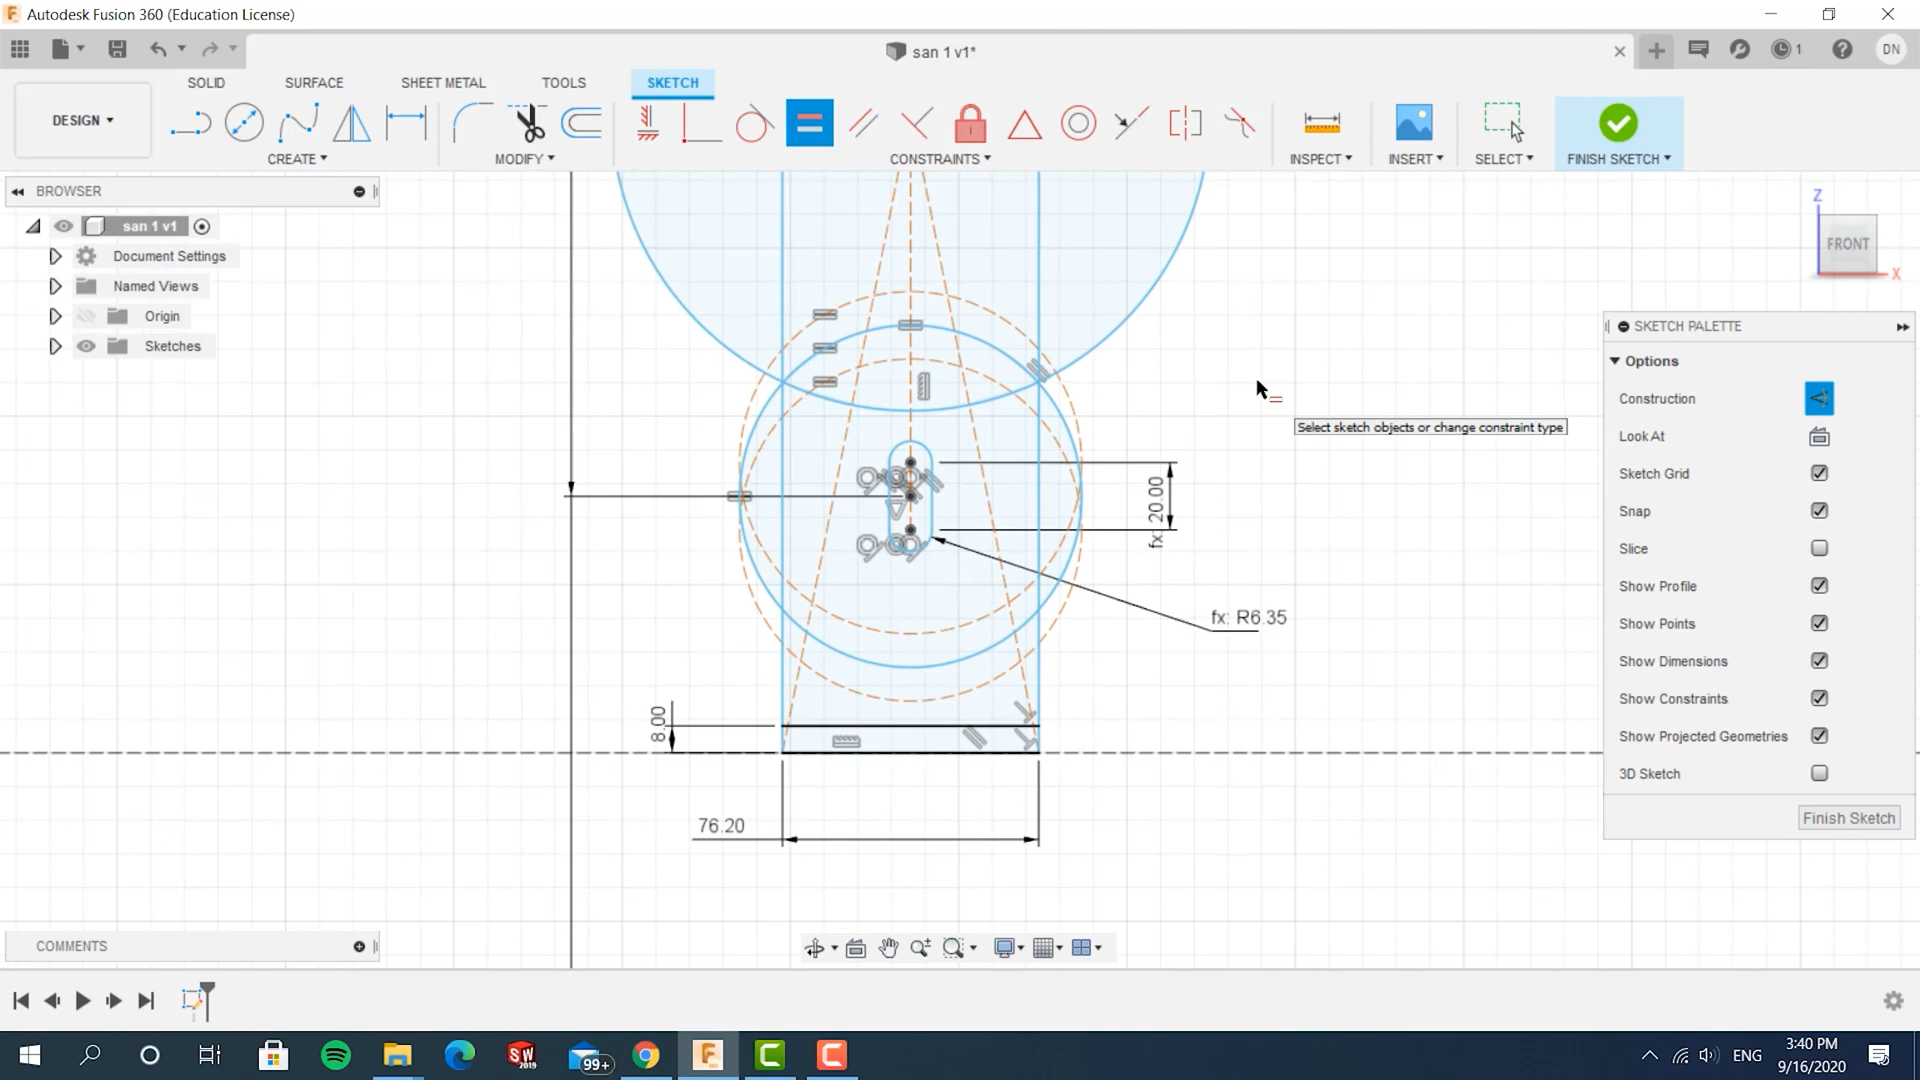 Autodesk Fusion 360 (Education License)
san 1 v1*
1
DN
SOLID
SURFACE
SHEET METAL
TOOLS
SKETCH
DESIGN
CREATE
MODIFY
CONSTRAINTS
INSPECT
INSERT
SELECT
FINISH SKETCH
BROWSER
san 1 v1
Document Settings
Named Views
Origin
Sketches
Z
FRONT
X
SKETCH PALETTE
Options
Construction
Look At
Sketch Grid
Snap
Slice
Show Profile
Show Points
Show Dimensions
Show Constraints
Show Projected Geometries
3D Sketch
Finish Sketch
Select sketch objects or change constraint type
fx: 20.00
fx: R6.35
8.00
76.20
COMMENTS
SW
2019
99+
ENG
3:40 PM
9/16/2020